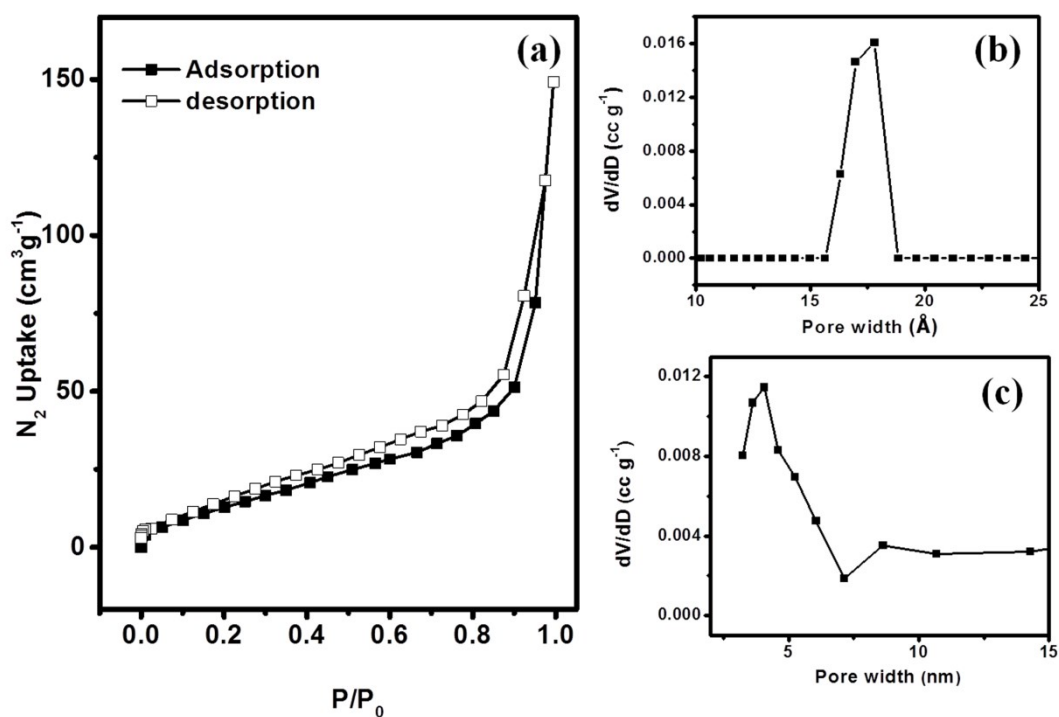 (a)
Adsorption
desorption
150
100
50
0
N₂ Uptake (cm³g⁻¹)
0.0 0.2 0.4 0.6 0.8 1.0
P/P₀
(b)
0.016
0.012
0.008
0.004
0.000
dV/dD (cc g⁻¹)
10 15 20 25
Pore width (Å)
(c)
0.012
0.008
0.004
0.000
dV/dD (cc g⁻¹)
5 10 15
Pore width (nm)